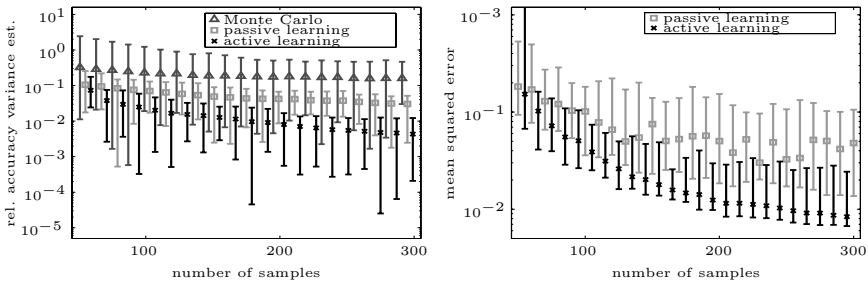 rel. accuracy variance est.
10^1
10^0
10^-1
10^-2
10^-3
10^-4
10^-5
Monte Carlo
passive learning
active learning
100
200
300
number of samples
mean squared error
10^-3
10^-1
10^-2
passive learning
active learning
100
200
300
number of samples